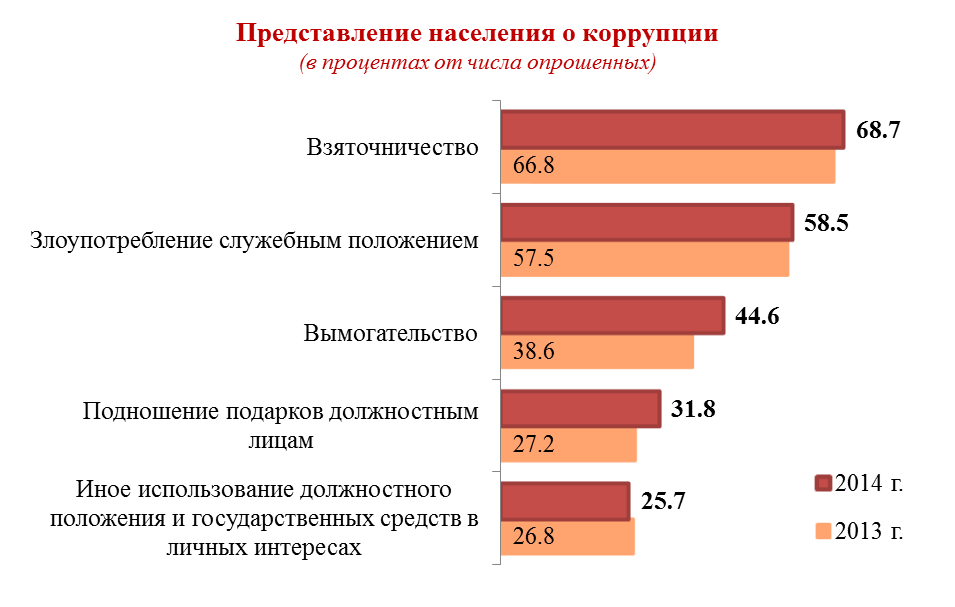 Представление населения о коррупции
(в процентах от числа опрошенных)
Взяточничество
68.7
66.8
Злоупотребление служебным положением
58.5
57.5
Вымогательство
44.6
38.6
Подношение подарков должностным
лицам
31.8
27.2
Иное использование должностного
положения и государственных средств в
личных интересах
25.7
26.8
2014 г.
2013 г.